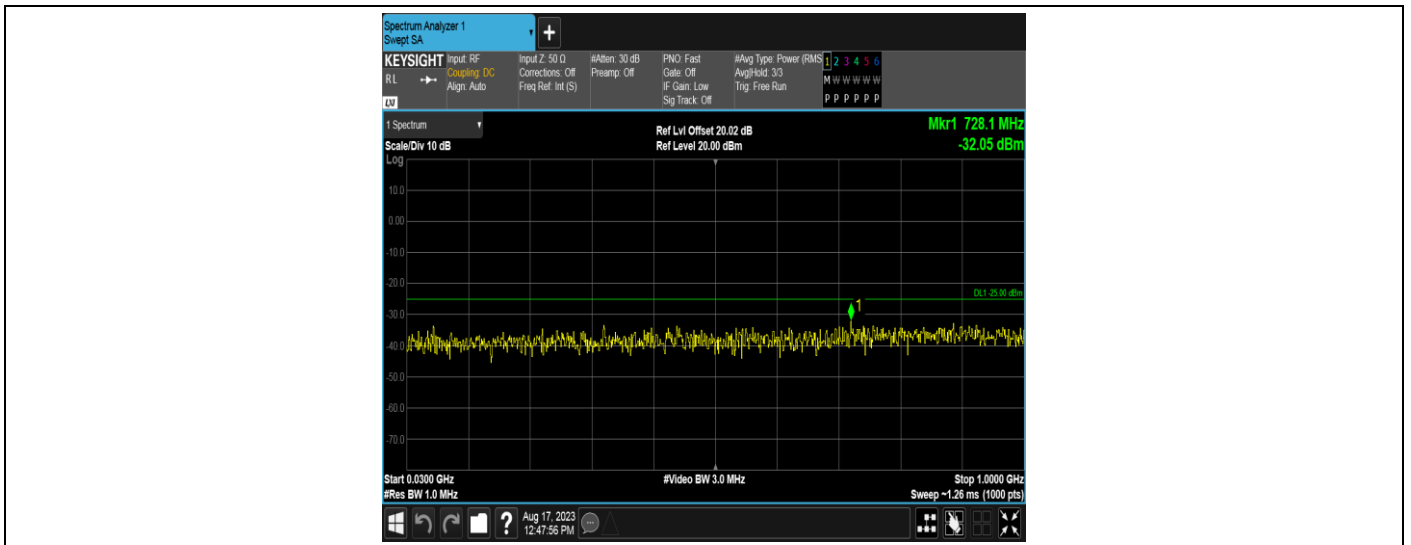 Spectrum Analyzer 1
Swept SA
+
KEYSIGHT
RL
LXI
Input: RF
Coupling: DC
Align: Auto
Input Z: 50 Ω
Corrections: Off
Freq Ref: Int (S)
#Atten: 30 dB
Preamp: Off
PNO: Fast
Gate: Off
IF Gain: Low
Sig Track: Off
#Avg Type: Power (RMS
Avg|Hold: 3/3
Trig: Free Run
1 2 3 4 5 6
M W W W W W
P P P P P P
1 Spectrum
Scale/Div 10 dB
Ref Lvl Offset 20.02 dB
Ref Level 20.00 dBm
Mkr1 728.1 MHz
-32.05 dBm
Log
10.0
0.00
-10.0
-20.0
DL1 -25.00 dBm
-30.0
1
-40.0
-50.0
-60.0
-70.0
Start 0.0300 GHz
#Video BW 3.0 MHz
Stop 1.0000 GHz
#Res BW 1.0 MHz
Sweep ~1.26 ms (1000 pts)
?
Aug 17, 2023
12:47:56 PM